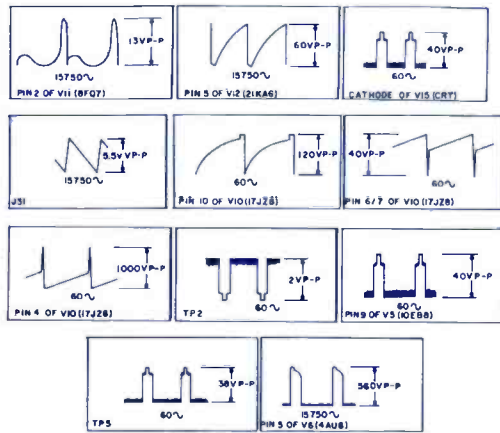 13VP-P
15750~
PIN 2 OF V11 (8FQ7)
60VP-P
15750~
PIN 5 OF V12 (21KA6)
40VP-P
60~
CATHODE OF V15 (CRT)
5.5V VP-P
15750~
J31
120VP-P
60~
PIN 10 OF V10 (17JZ8)
40VP-P
60~
PIN 6/7 OF V10 (17JZ8)
1000VP-P
60~
PIN 4 OF V10 (17JZ8)
2VP-P
60~
TP2
40VP-P
60~
PIN 9 OF V5 (10EB8)
38VP-P
60~
TP5
560VP-P
15750~
PIN 5 OF V6 (4AU6)